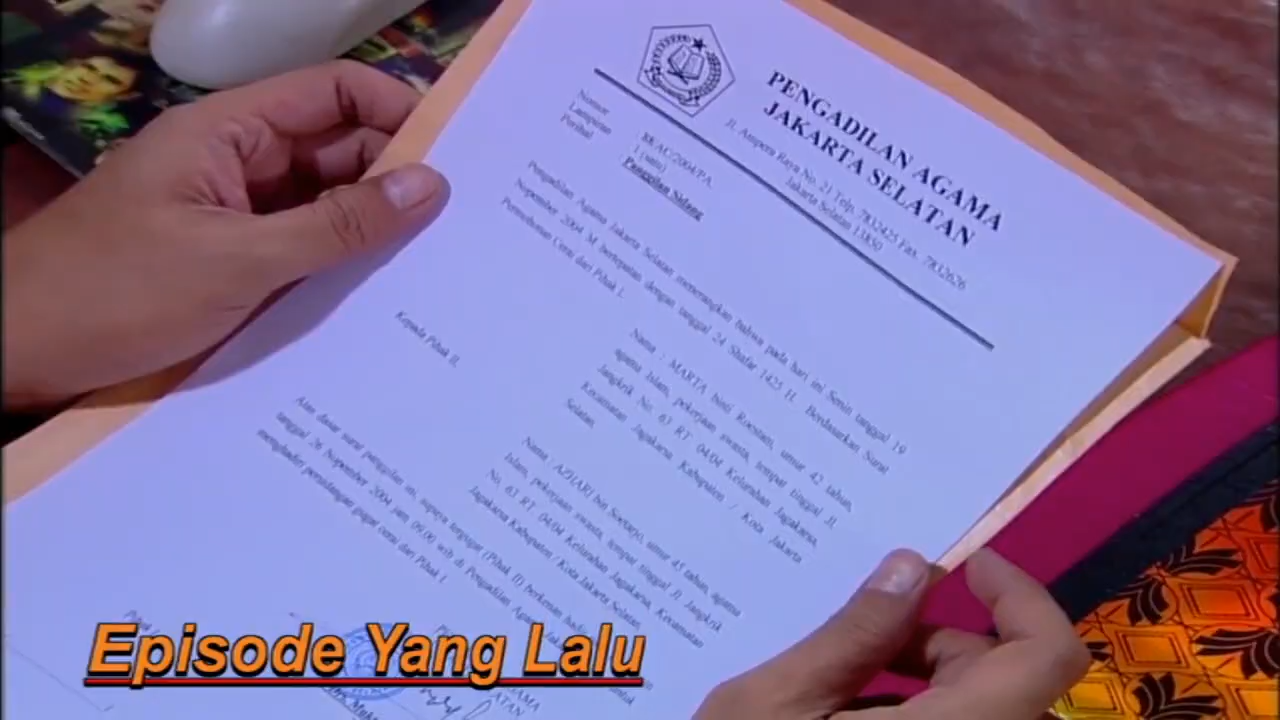 PENGADILAN AGAMA
JAKARTA SELATAN
Jl. Ampera Raya No. 21 Telp. 7832425 Fax. 7832626
Jakarta Selatan 13850
Nomor
Lampiran 1 (satu)
Perihal Panggilan Sidang
Pengadilan Agama Jakarta Selatan menerangkan bahwa pada hari ini Senin tanggal 19
Nopember 2004 M bertepatan dengan tanggal 24 Shafar 1425 H. Berdasarkan Surat
Permohonan Cerai dari Pihak I.
Nama : MARTA binti Roestam, umur 42 tahun,
agama Islam, pekerjaan swasta, tempat tinggal Jl.
Jangkrik No. 63 RT 04/04 Kelurahan Jagakarsa,
Kecamatan Jagakarsa Kabupaten / Kota Jakarta
Selatan.
Kepada Pihak II.
Nama : AZHARI bin Soetarjo, umur 45 tahun, agama
Islam, pekerjaan swasta, tempat tinggal Jl. Jangkrik
No. 63 RT 04/04 Kelurahan Jagakarsa, Kecamatan
Jagakarsa Kabupaten / Kota Jakarta Selatan.
Atas dasar surat panggilan ini, supaya tergugat (Pihak II) berkenan hadir untuk
tanggal 26 Nopember 2004 jam 09.00 wib di Pengadilan Agama
menghadiri persidangan gugat cerai dari Pihak I.
Episode Yang Lalu